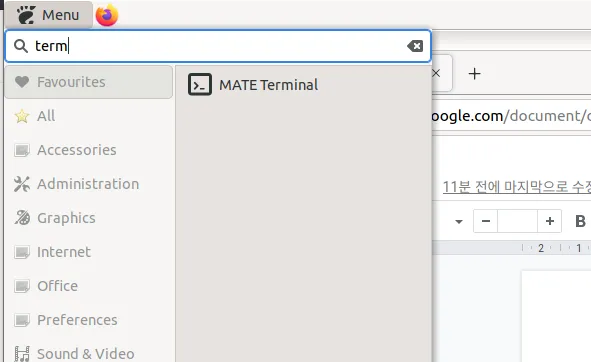 Menu
term
Favourites
MATE Terminal
All
Accessories
Administration
Graphics
Internet
Office
Preferences
Sound & Video
oogle.com/document/
11분 전에 마지막으로 수정
B
2
1